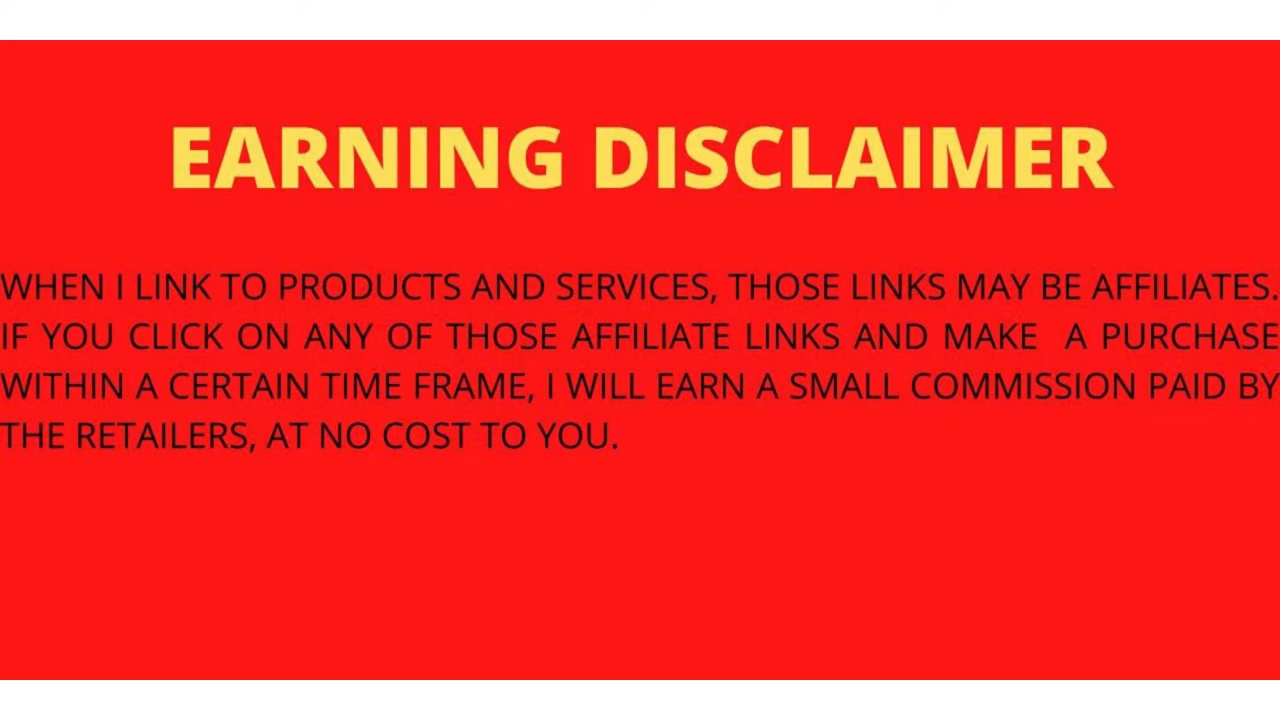 EARNING DISCLAIMER
WHEN I LINK TO PRODUCTS AND SERVICES, THOSE LINKS MAY BE AFFILIATES.
IF YOU CLICK ON ANY OF THOSE AFFILIATE LINKS AND MAKE A PURCHASE
WITHIN A CERTAIN TIME FRAME, I WILL EARN A SMALL COMMISSION PAID BY
THE RETAILERS, AT NO COST TO YOU.